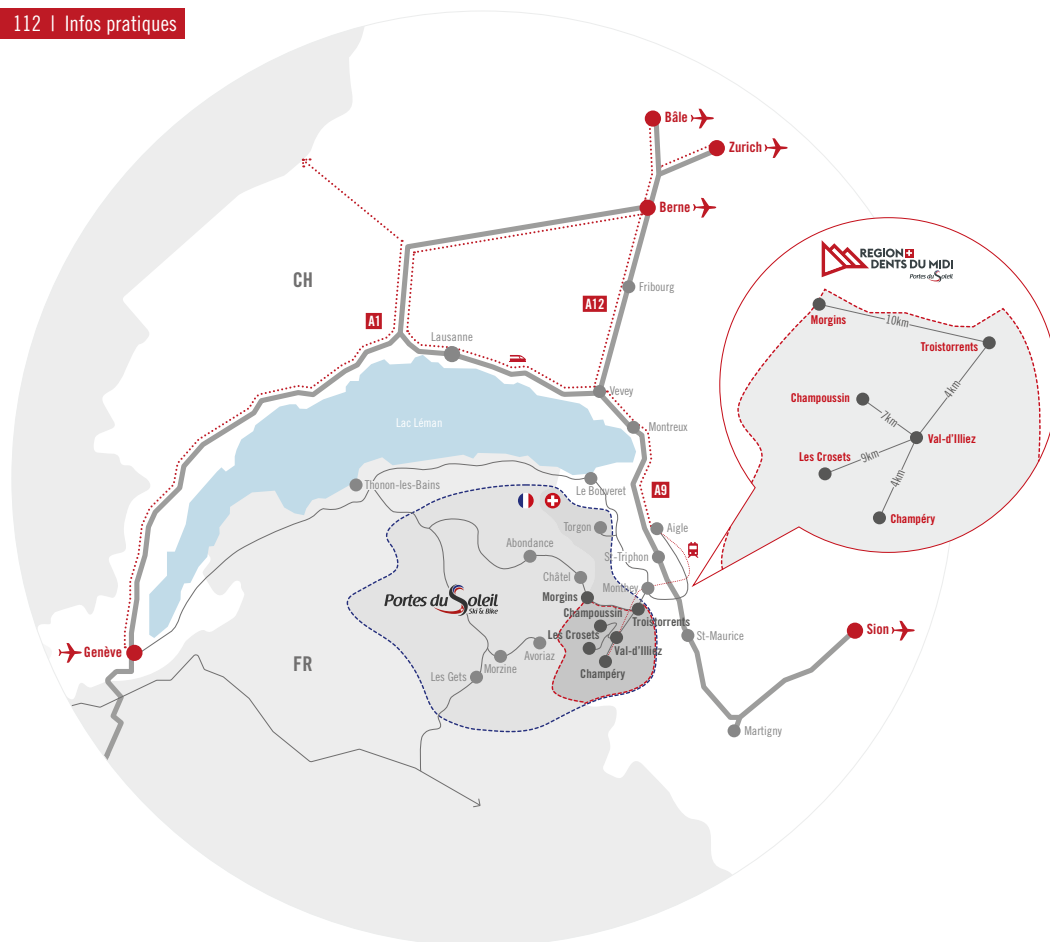 112 | Infos pratiques
Bâle
Zurich
Berne
CH
REGION
DENTS DU MIDI
Portes du Soleil
Fribourg
A12
A1
Morgins
10km
Troistorrents
Lausanne
4km
Vevey
Champoussin
7km
Lac Léman
Montreux
Val-d'Illiez
Les Crosets
9km
4km
Thonon-les-Bains
Le Bouveret
A9
Champéry
Torgon
Aigle
Abondance
St-Triphon
Châtel
Monthey
Portes du Soleil
Ski & Bike
Morgins
Champoussin
Troistorrents
Les Crosets
St-Maurice
Sion
Genève
Val-d'Illiez
FR
Avoriaz
Morzine
Les Gets
Champéry
Martigny